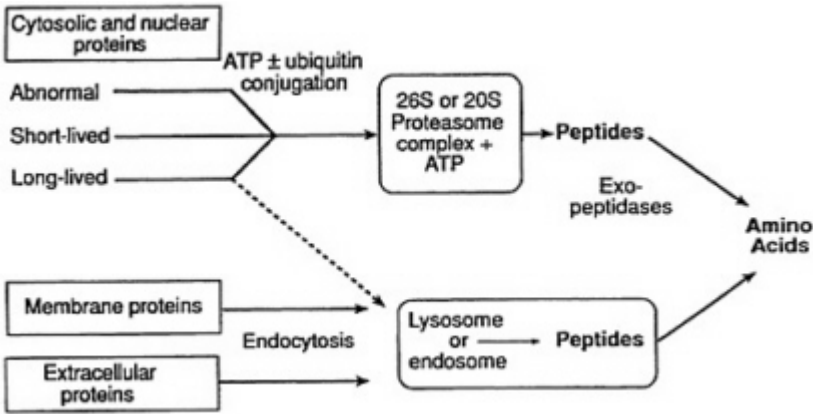 Cytosolic and nuclear
proteins
ATP ± ubiquitin
conjugation
Abnormal
Short-lived
Long-lived
26S or 20S
Proteasome
complex +
ATP
Peptides
Exo-
peptidases
Amino
Acids
Membrane proteins
Endocytosis
Extracellular
proteins
Lysosome
or
endosome
Peptides